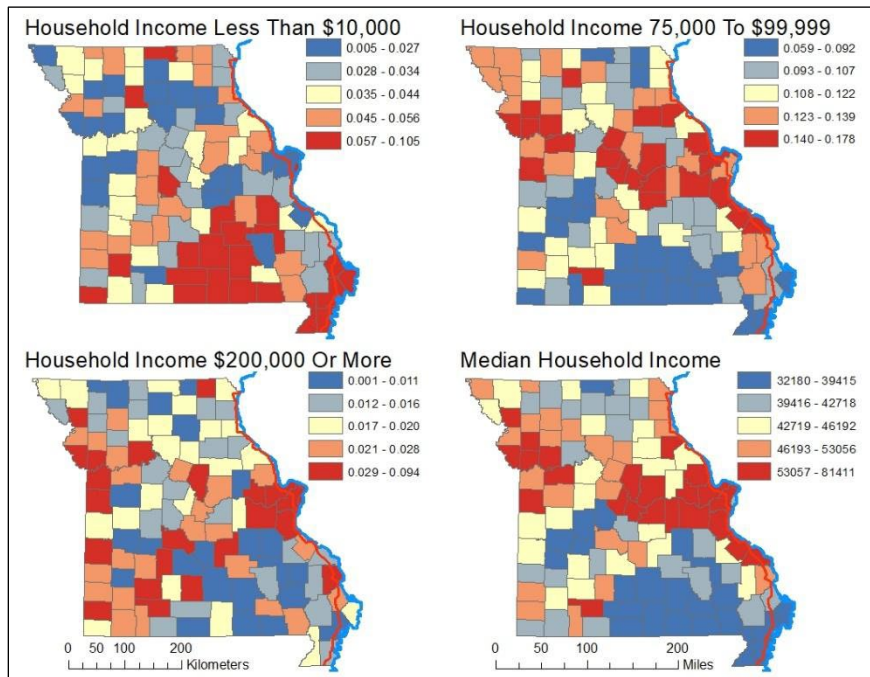 Household Income Less Than $10,000
0.005 - 0.027
0.028 - 0.034
0.035 - 0.044
0.045 - 0.056
0.057 - 0.105
Household Income 75,000 To $99,999
0.059 - 0.092
0.093 - 0.107
0.108 - 0.122
0.123 - 0.139
0.140 - 0.178
Household Income $200,000 Or More
0.001 - 0.011
0.012 - 0.016
0.017 - 0.020
0.021 - 0.028
0.029 - 0.094
0 50 100 200
Kilometers
Median Household Income
32180 - 39415
39416 - 42718
42719 - 46192
46193 - 53056
53057 - 81411
0 50 100 200
Miles